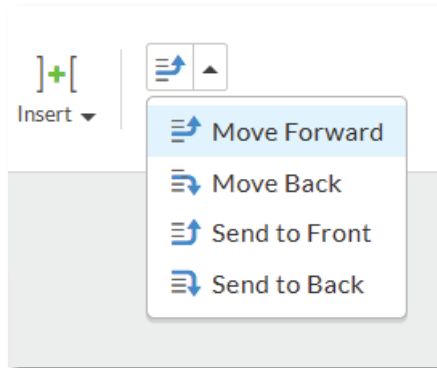 Insert
Move Forward
Move Back
Send to Front
Send to Back